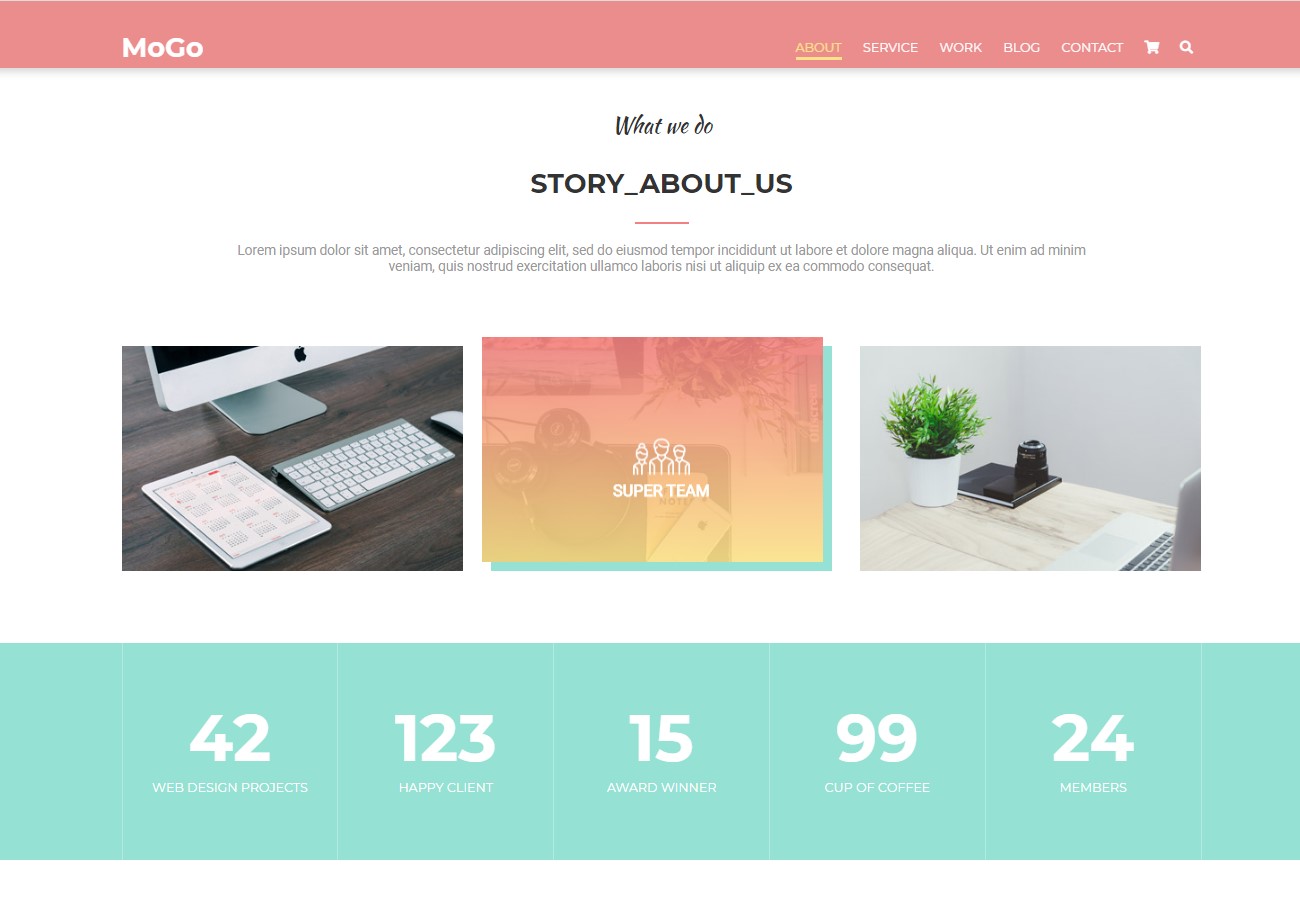 MoGo
ABOUT SERVICE WORK BLOG CONTACT
What we do
STORY_ABOUT_US
Lorem ipsum dolor sit amet, consectetur adipiscing elit, sed do eiusmod tempor incididunt ut labore et dolore magna aliqua. Ut enim ad minim
veniam, quis nostrud exercitation ullamco laboris nisi ut aliquip ex ea commodo consequat.
SUPER TEAM
NOTE
42 123 15 99 24
WEB DESIGN PROJECTS HAPPY CLIENT AWARD WINNER CUP OF COFFEE MEMBERS